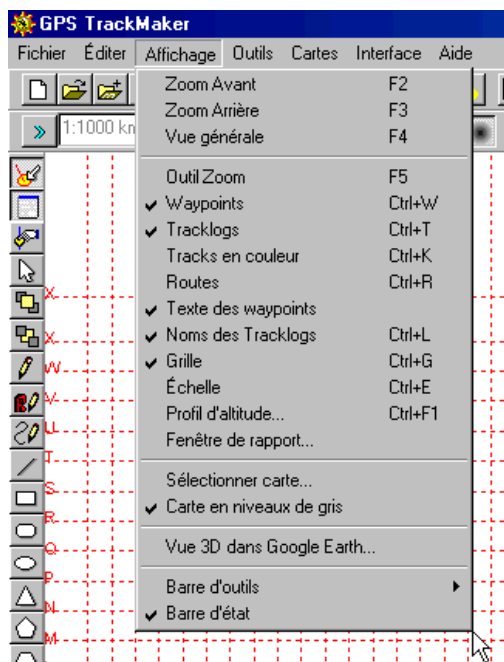 GPS TrackMaker
Fichier Éditer Affichage Outils Cartes Interface Aide
1:1000 km
Zoom Avant F2
Zoom Arrière F3
Vue générale F4
Outil Zoom F5
Waypoints Ctrl+W
Tracklogs Ctrl+T
Tracks en couleur Ctrl+K
Routes Ctrl+R
Texte des waypoints
Noms des Tracklogs Ctrl+L
Grille Ctrl+G
Échelle Ctrl+E
Profil d'altitude... Ctrl+F1
Fenêtre de rapport...
Sélectionner carte...
Carte en niveaux de gris
Vue 3D dans Google Earth...
Barre d'outils
Barre d'état
X
X
W
V
U
T
S
R
Q
P
N
M